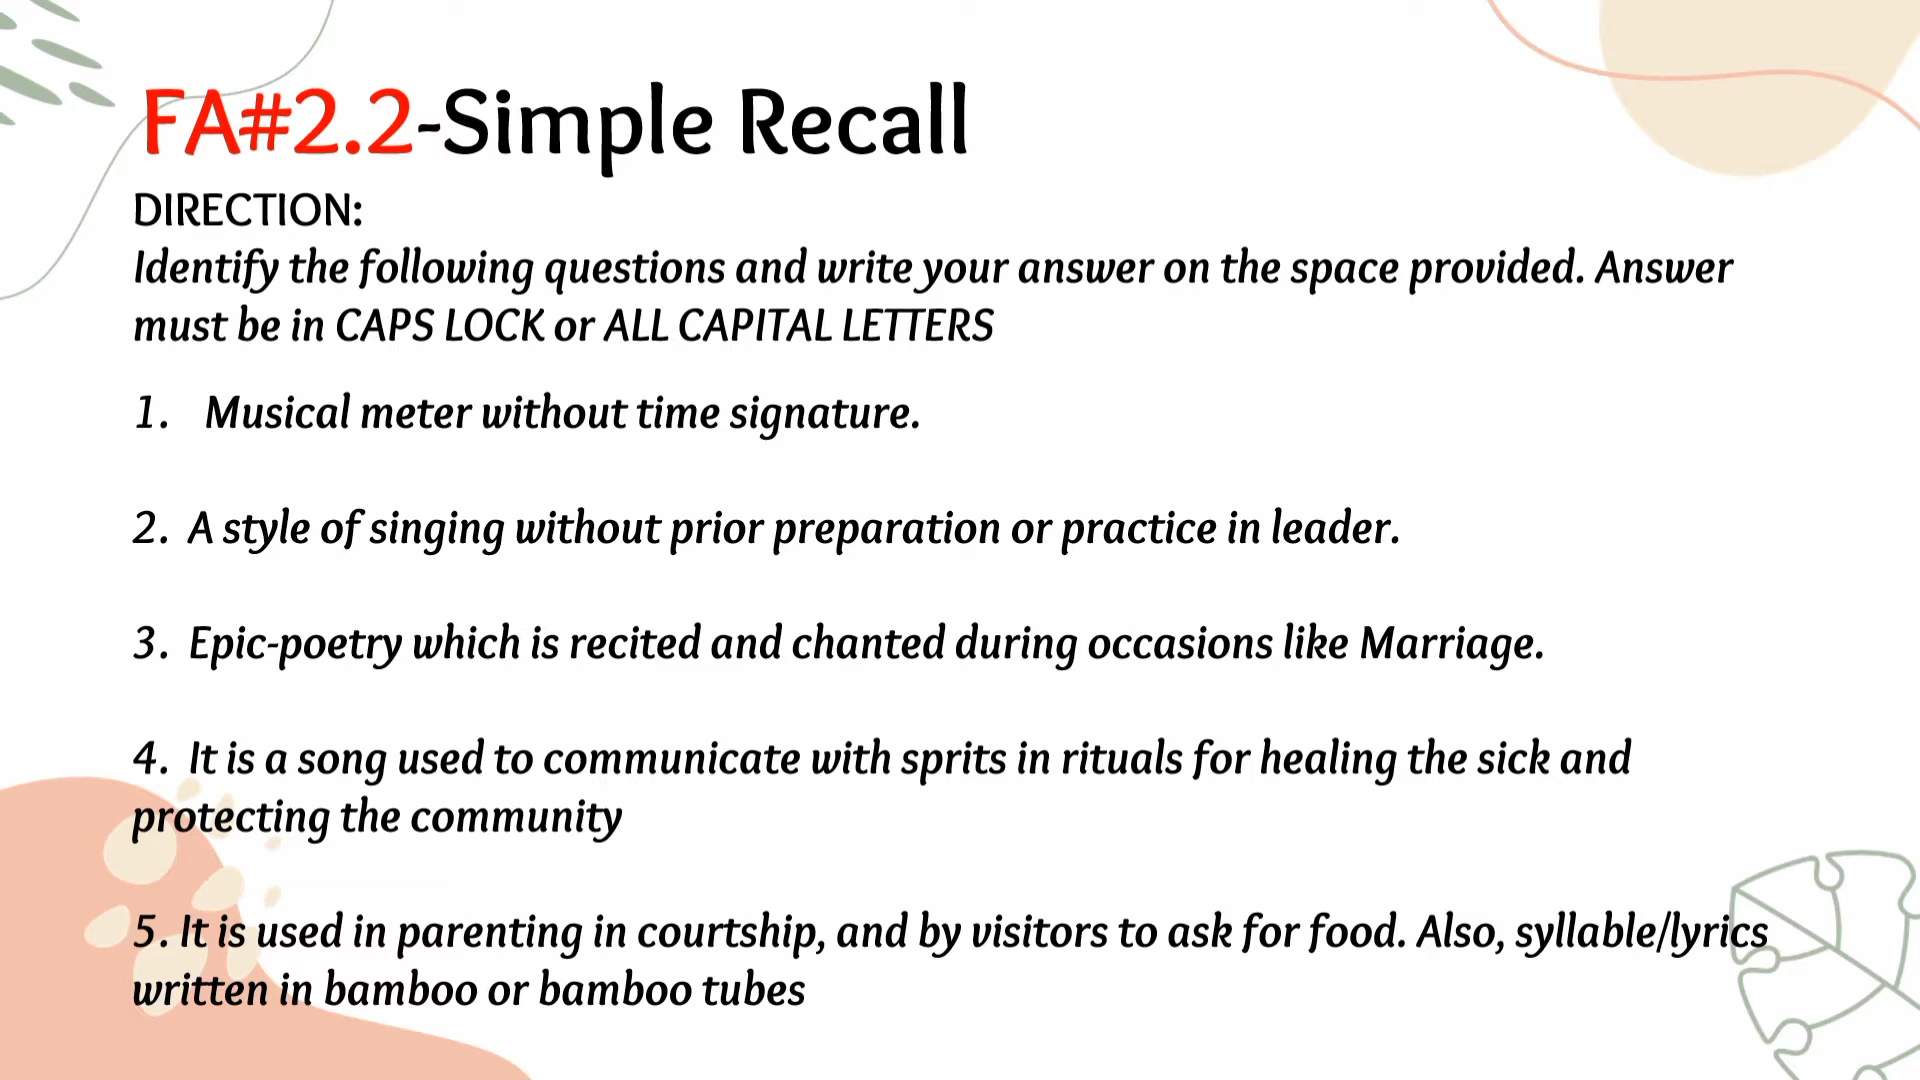 FA#2.2-Simple Recall
DIRECTION:
Identify the following questions and write your answer on the space provided. Answer
must be in CAPS LOCK or ALL CAPITAL LETTERS
1. Musical meter without time signature.
2. A style of singing without prior preparation or practice in leader.
3. Epic-poetry which is recited and chanted during occasions like Marriage.
4. It is a song used to communicate with sprits in rituals for healing the sick and
protecting the community
5. It is used in parenting in courtship, and by visitors to ask for food. Also, syllable/lyrics
written in bamboo or bamboo tubes